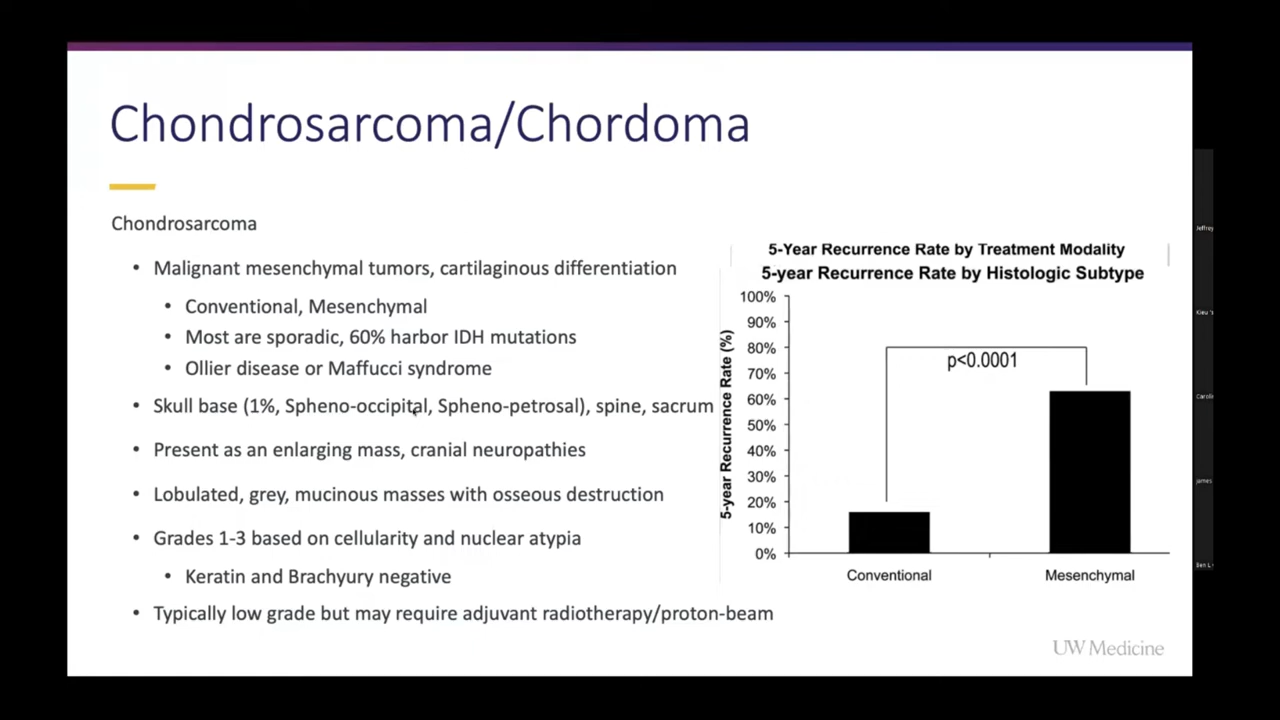 Chondrosarcoma/Chordoma
Chondrosarcoma
• Malignant mesenchymal tumors, cartilaginous differentiation
• Conventional, Mesenchymal
• Most are sporadic, 60% harbor IDH mutations
• Ollier disease or Maffucci syndrome
• Skull base (1%, Spheno-occipital, Spheno-petrosal), spine, sacrum
• Present as an enlarging mass, cranial neuropathies
• Lobulated, grey, mucinous masses with osseous destruction
• Grades 1-3 based on cellularity and nuclear atypia
• Keratin and Brachyury negative
• Typically low grade but may require adjuvant radiotherapy/proton-beam
5-Year Recurrence Rate by Treatment Modality
5-year Recurrence Rate by Histologic Subtype
5-year Recurrence Rate (%)
100%
90%
80%
70%
60%
50%
40%
30%
20%
10%
0%
p<0.0001
Conventional
Mesenchymal
UW Medicine
Jeffrey
Carol
james
Ben L